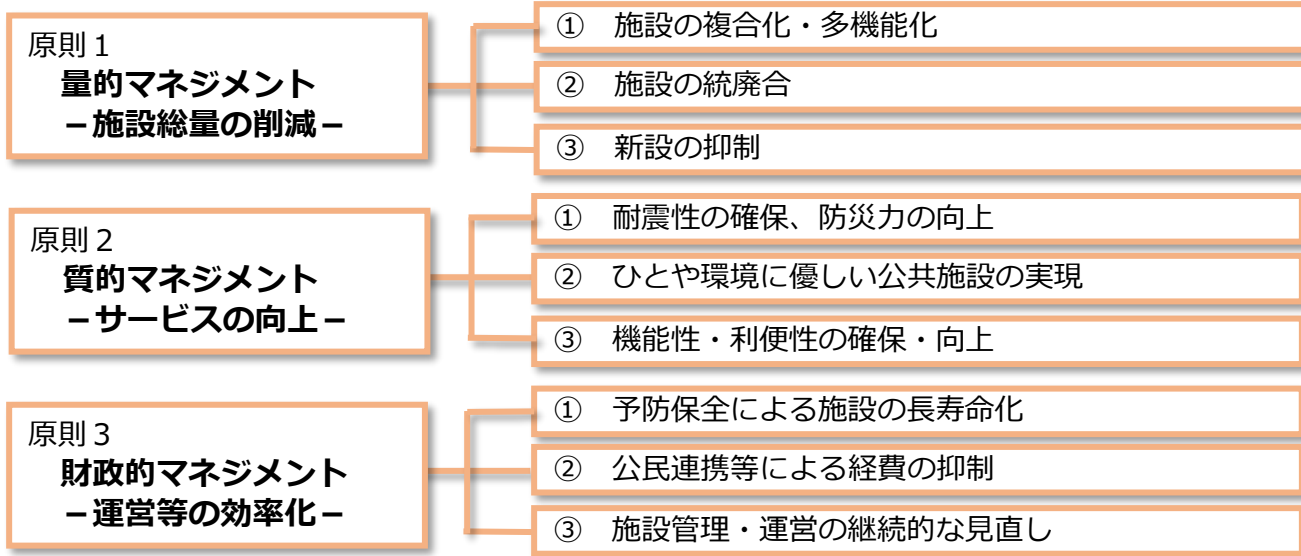 原則１
量的マネジメント
－施設総量の削減－
① 施設の複合化・多機能化
② 施設の統廃合
③ 新設の抑制
原則２
質的マネジメント
－サービスの向上－
① 耐震性の確保、防災力の向上
② ひとや環境に優しい公共施設の実現
③ 機能性・利便性の確保・向上
原則３
財政的マネジメント
－運営等の効率化－
① 予防保全による施設の長寿命化
② 公民連携等による経費の抑制
③ 施設管理・運営の継続的な見直し